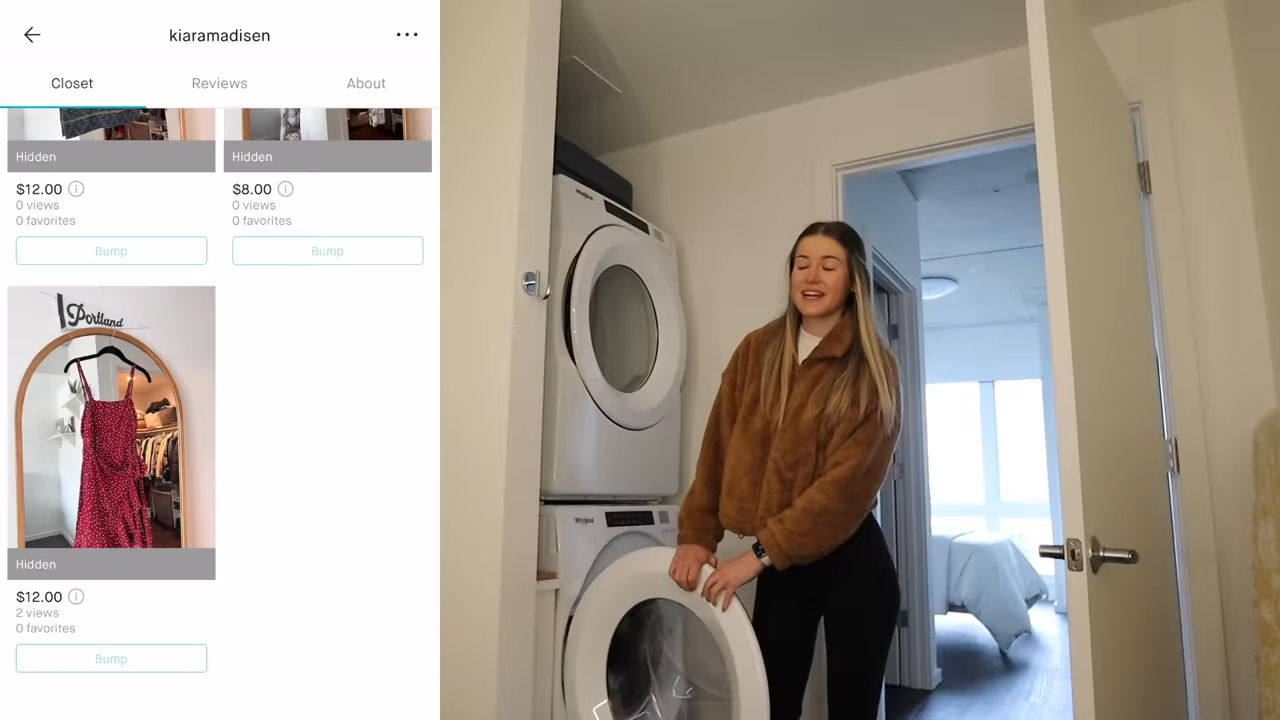 kiaramadisen
Closet Reviews About
Hidden Hidden
$12.00 $8.00
0 views 0 views
0 favorites 0 favorites
Bump Bump
Portland
Hidden
$12.00
2 views
0 favorites
Bump
Whirlpool